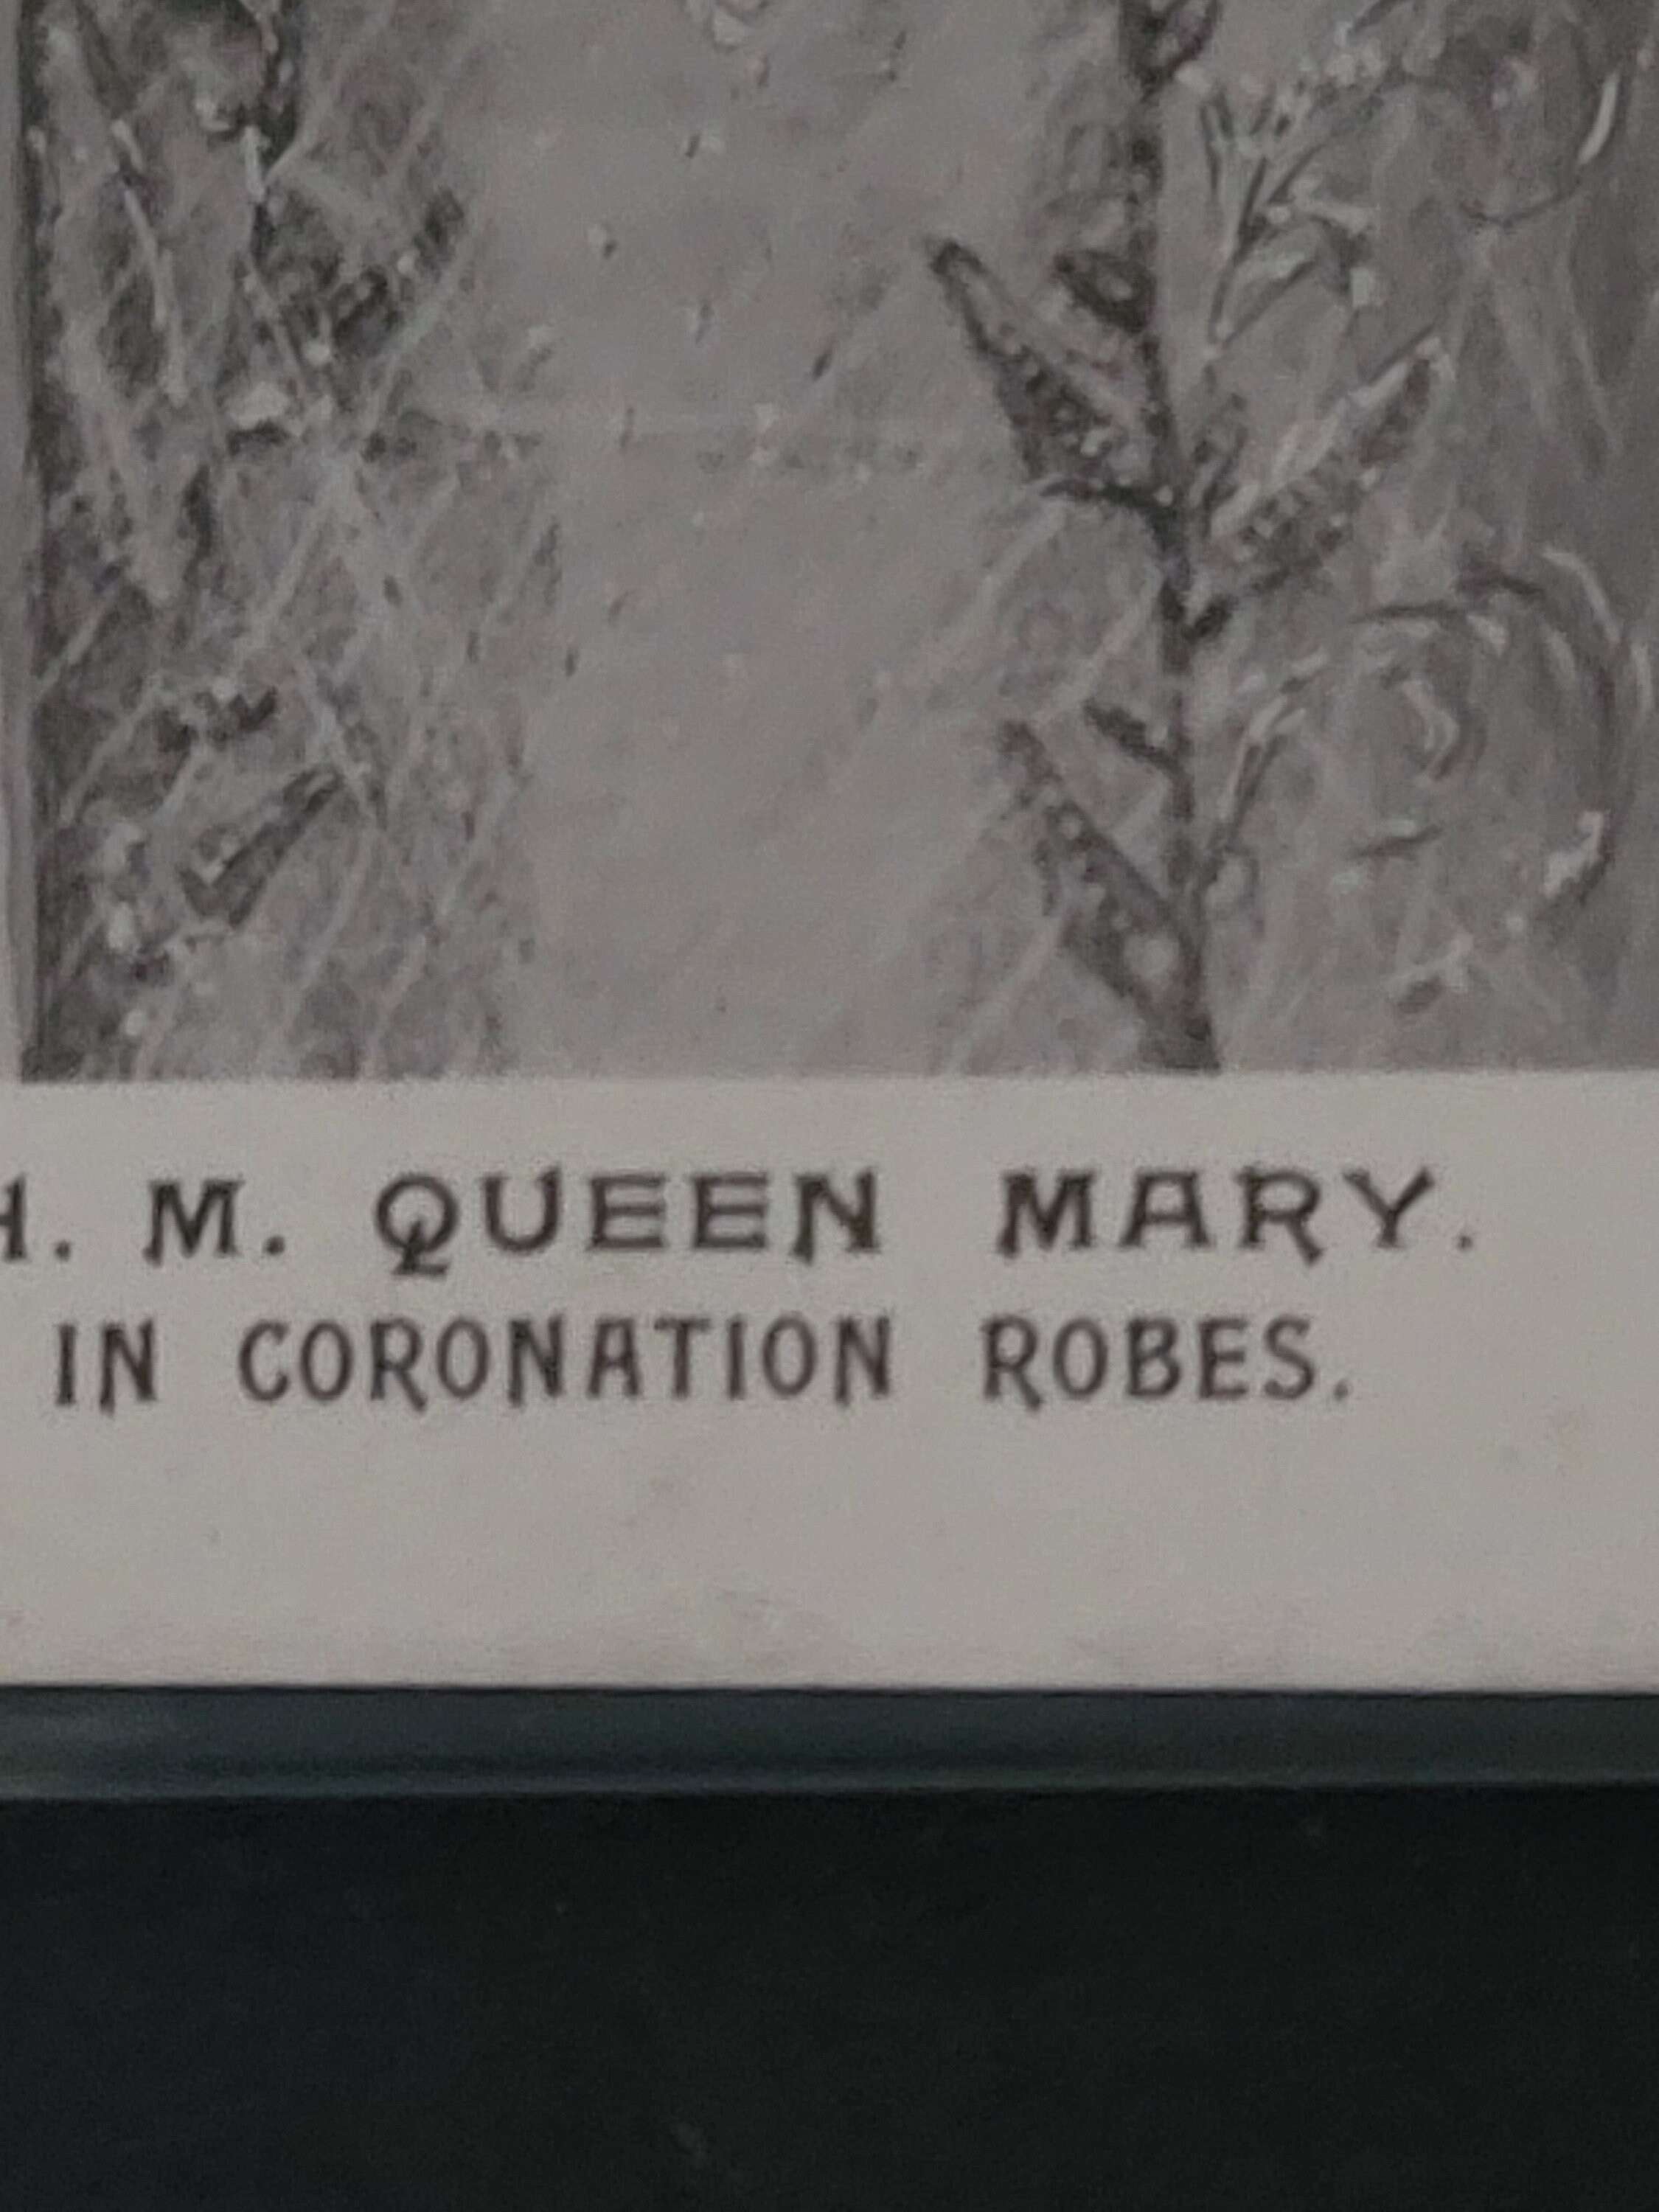 H. M. QUEEN MARY.
IN CORONATION ROBES.